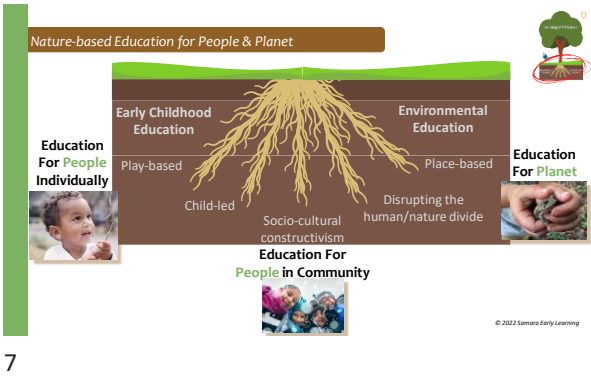 Nature-based Education for People & Planet
Early Childhood
Education
Environmental
Education
Education
For People
Individually
Play-based
Place-based
Education
For Planet
Child-led
Disrupting the
human/nature divide
Socio-cultural
constructivism
Education For
People in Community
© 2022 Samara Early Learning
7